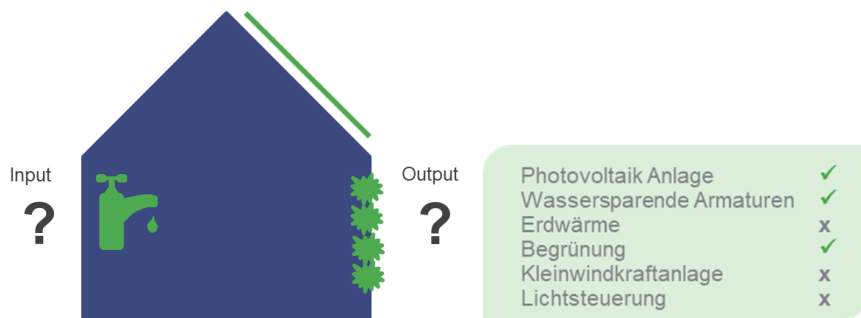 Input
?
Output
?
Photovoltaik Anlage ✓
Wassersparende Armaturen ✓
Erdwärme x
Begrünung ✓
Kleinwindkraftanlage x
Lichtsteuerung x